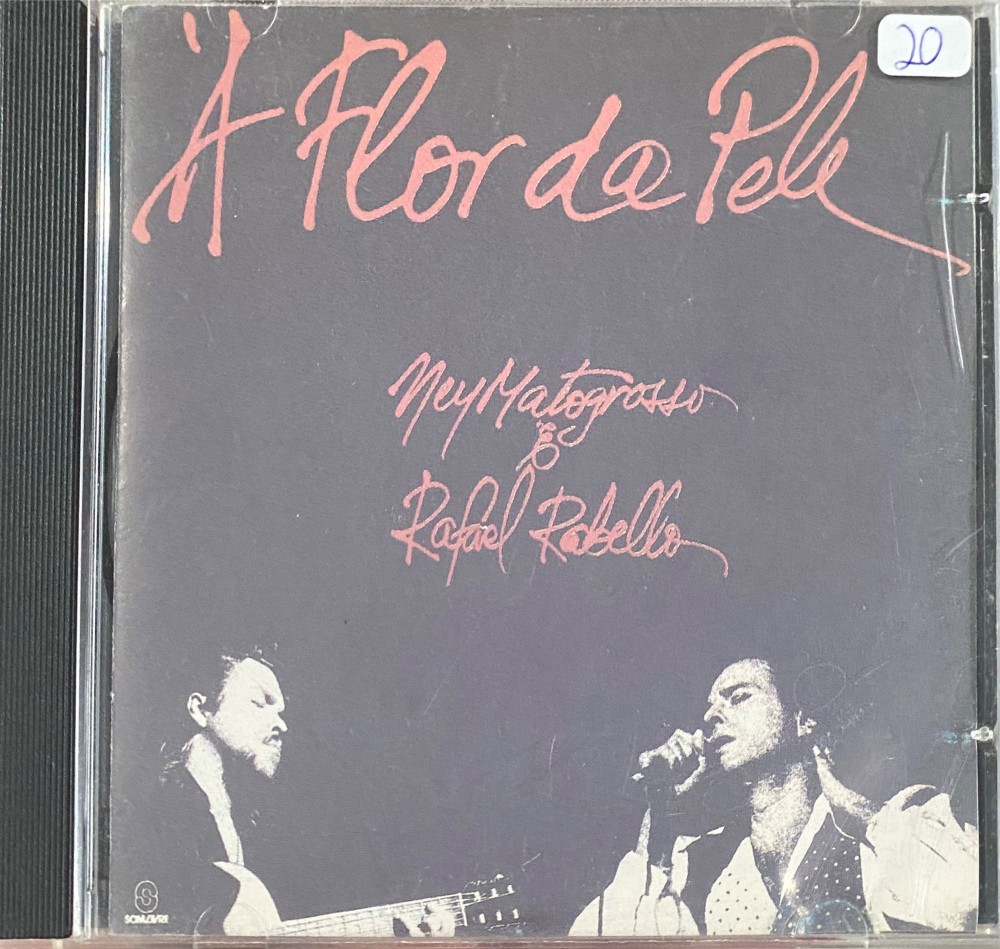 À Flor da Pele
20
Ney Matogrosso
e
Rafael Rabello
SOM LIVRE